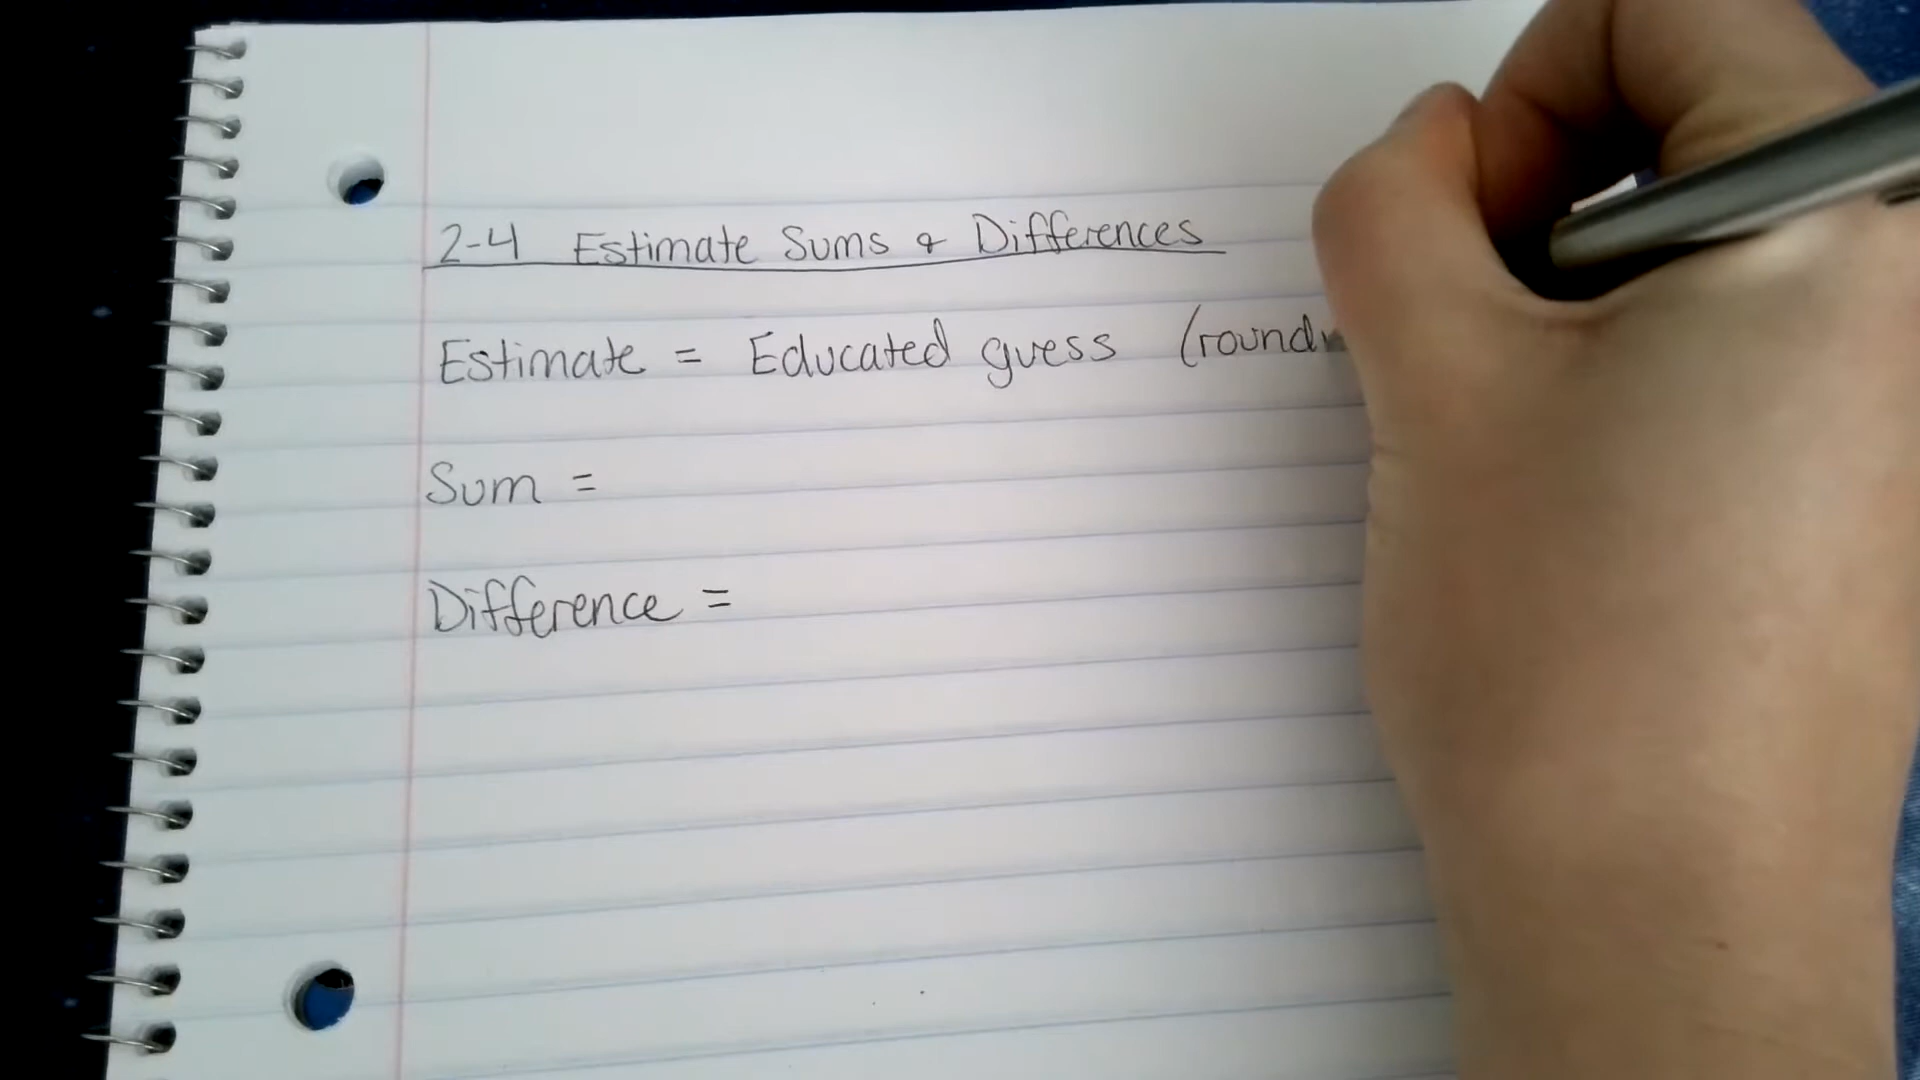 2-4 Estimate Sums & Differences
Estimate = Educated guess (round
Sum =
Difference =